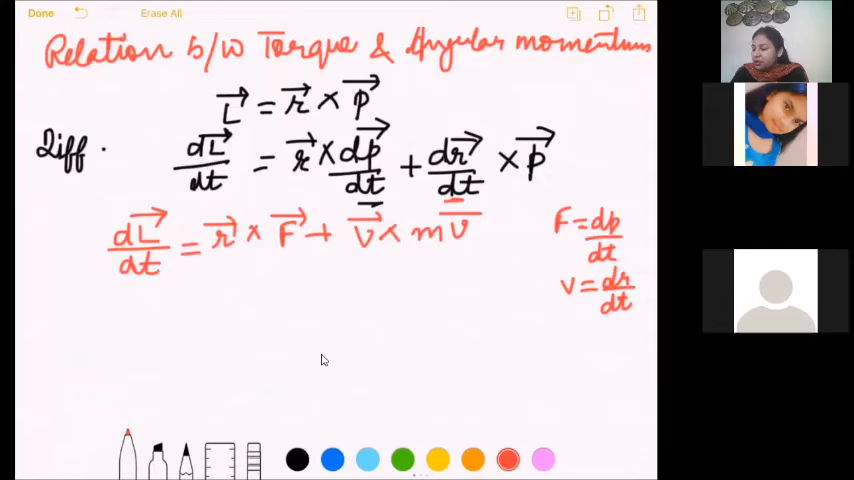 Done
Erase All
Relation b/w Torque & Angular momentum
L⃗ = r⃗ × p⃗
Diff. dL⃗/dt = r⃗ × dp⃗/dt + dr⃗/dt × p⃗
dL⃗/dt = r⃗ × F⃗ + v⃗ × mv⃗
F = dp/dt
v = dr/dt